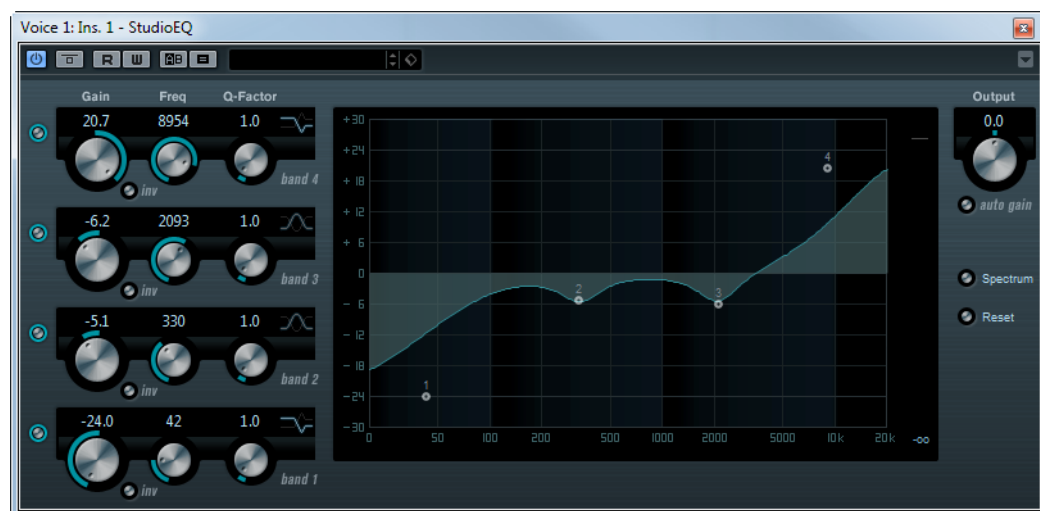 Voice 1: Ins. 1 - StudioEQ
R W AB
Gain Freq Q-Factor Output
20.7 8954 1.0
inv band 4
-6.2 2093 1.0
inv band 3
-5.1 330 1.0
inv band 2
-24.0 42 1.0
inv band 1
+30
+24
+ 18
+ 12
+ 6
0
- 6
- 12
- 18
-24
-30
1
2
3
4
0 50 100 200 500 1000 2000 5000 10k 20k -∞
0.0
auto gain
Spectrum
Reset